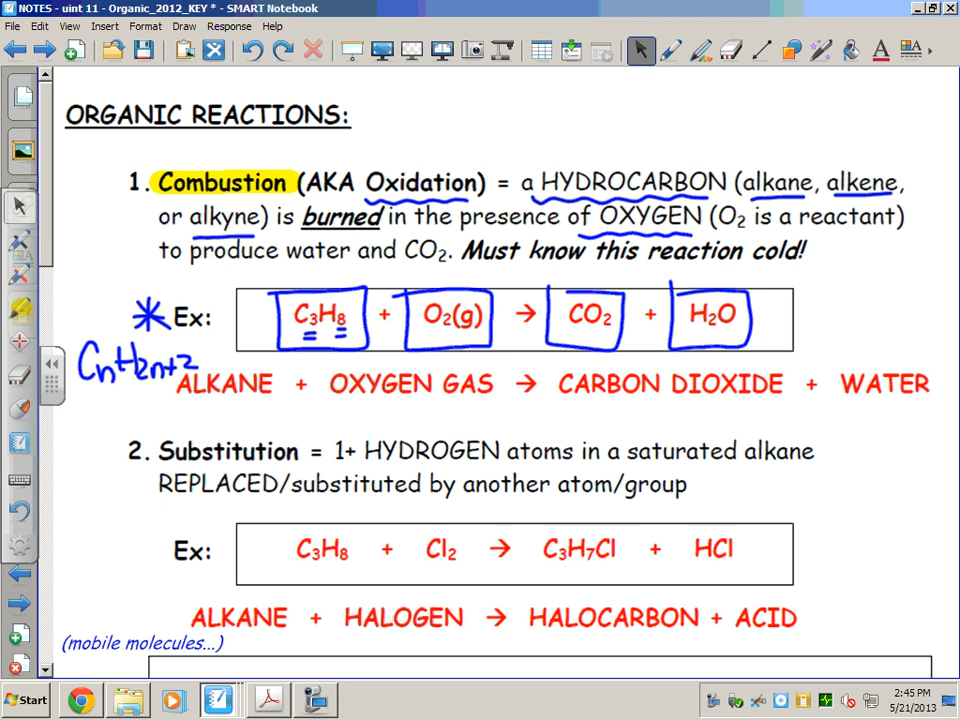 NOTES - uint 11 - Organic_2012_KEY * - SMART Notebook
File Edit View Insert Format Draw Response Help
ORGANIC REACTIONS:
1. Combustion (AKA Oxidation) = a HYDROCARBON (alkane, alkene,
or alkyne) is burned in the presence of OXYGEN (O₂ is a reactant)
to produce water and CO₂. Must know this reaction cold!
* Ex: C₃H₈ + O₂(g) → CO₂ + H₂O
CnH2n+2
ALKANE + OXYGEN GAS → CARBON DIOXIDE + WATER
2. Substitution = 1+ HYDROGEN atoms in a saturated alkane
REPLACED/substituted by another atom/group
Ex: C₃H₈ + Cl₂ → C₃H₇Cl + HCl
ALKANE + HALOGEN → HALOCARBON + ACID
(mobile molecules...)
Start
2:45 PM
5/21/2013